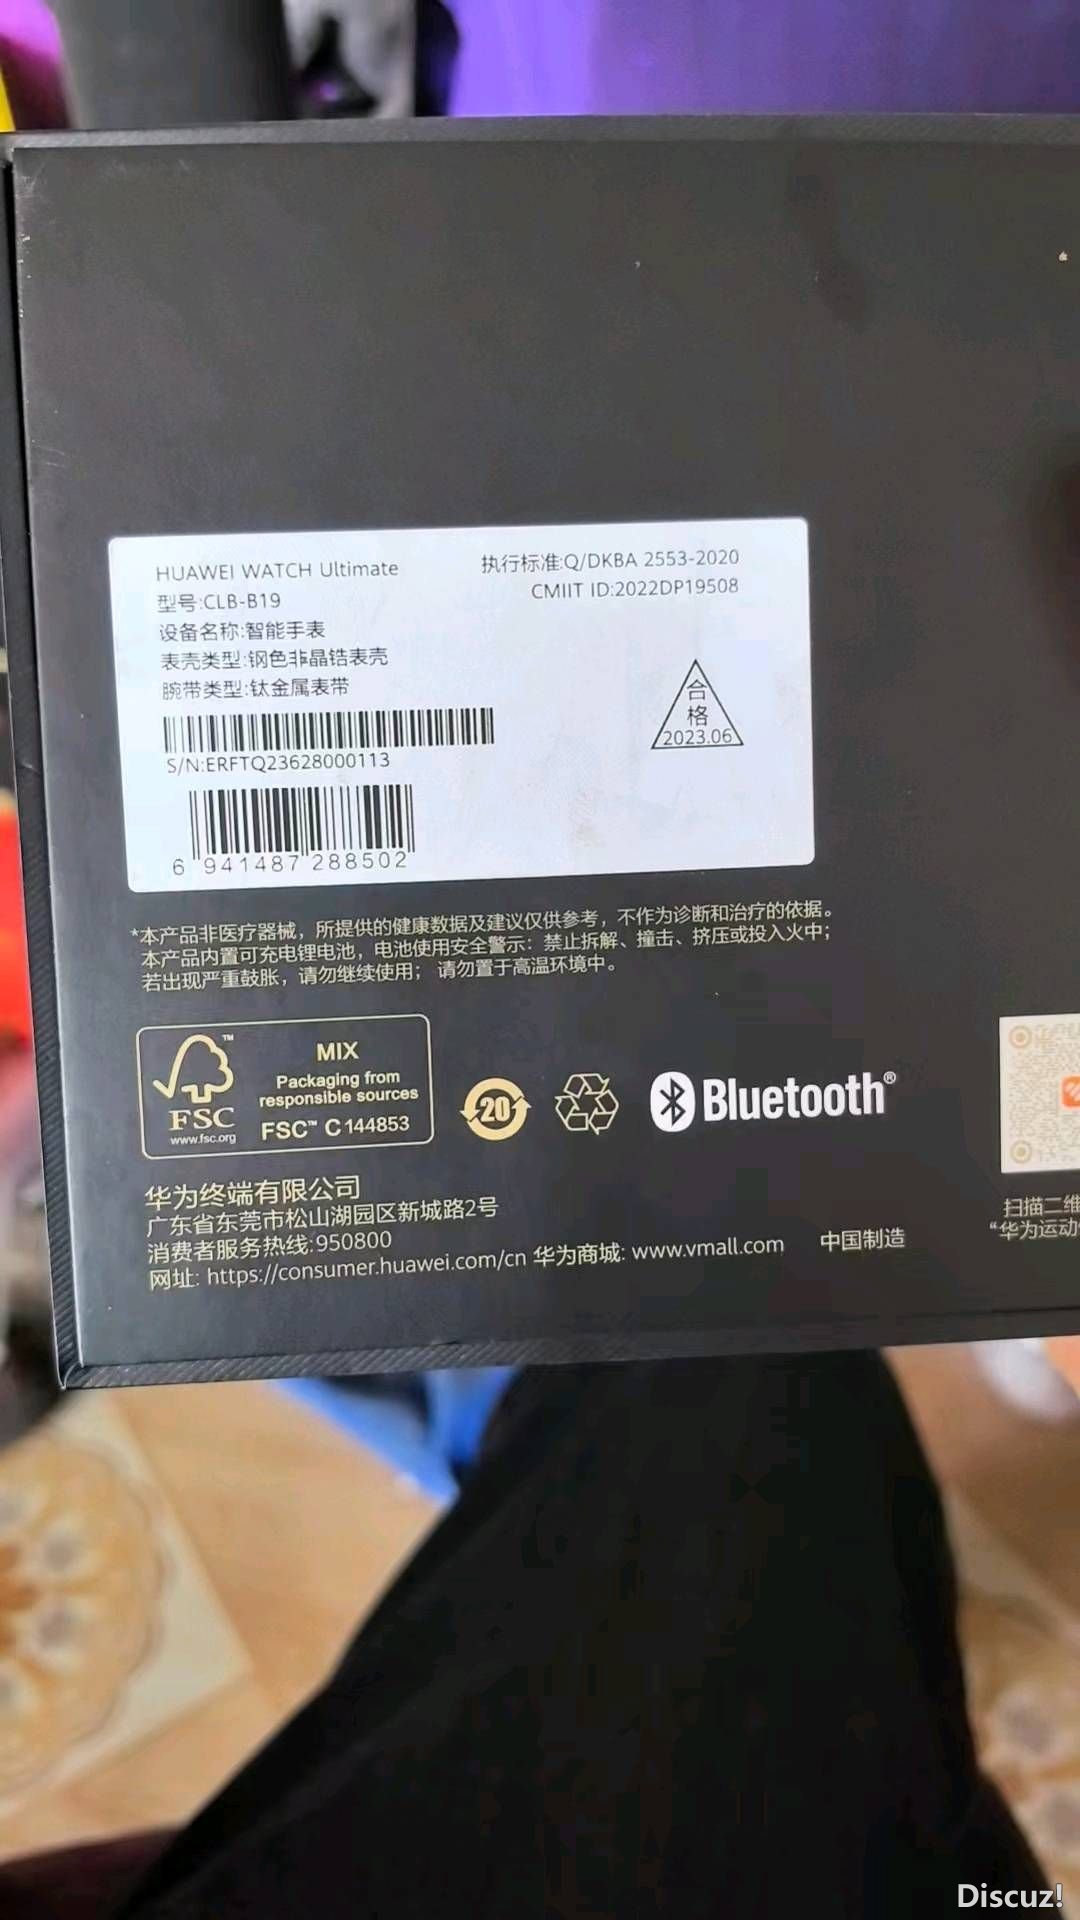 HUAWEI WATCH Ultimate
型号:CLB-B19
设备名称:智能手表
表壳类型:钢色非晶锆表壳
腕带类型:钛金属表带
执行标准:Q/DKBA 2553-2020
CMIIT ID:2022DP19508
合
格
2023.06
S/N:ERFTQ23628000113
6 941487 288502
*本产品非医疗器械，所提供的健康数据及建议仅供参考，不作为诊断和治疗的依据。
本产品内置可充电锂电池，电池使用安全警示：禁止拆解、撞击、挤压或投入火中；
若出现严重鼓胀，请勿继续使用；请勿置于高温环境中。
FSC™
www.fsc.org
MIX
Packaging from
responsible sources
FSC™ C144853
20
Bluetooth®
华为终端有限公司
广东省东莞市松山湖园区新城路2号
消费者服务热线:950800
网址: https://consumer.huawei.com/cn 华为商城: www.vmall.com
中国制造
扫描二维
“华为运动
Discuz!